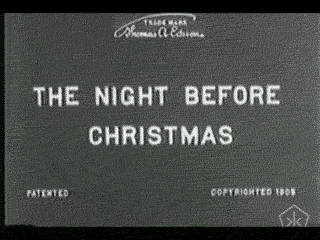 TRADE MARK
Thomas A. Edison
THE NIGHT BEFORE
CHRISTMAS
PATENTED
COPYRIGHTED 1905